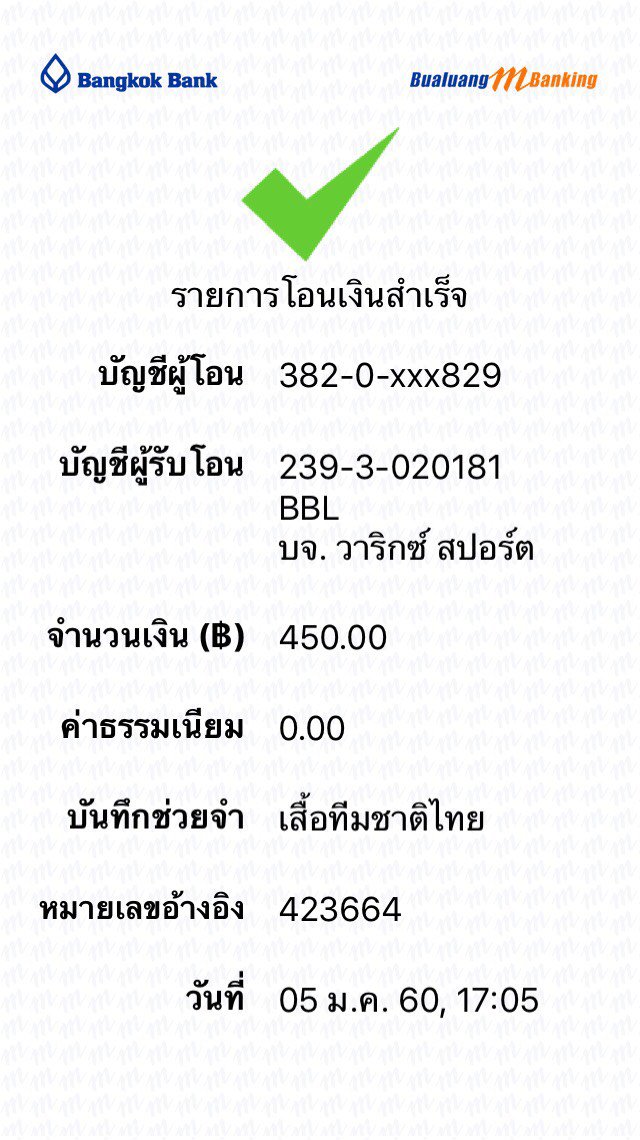 Bangkok Bank
Bualuang mBanking
รายการโอนเงินสำเร็จ
บัญชีผู้โอน 382-0-xxx829
บัญชีผู้รับโอน 239-3-020181
BBL
บจ. วาริกซ์ สปอร์ต
จำนวนเงิน (฿) 450.00
ค่าธรรมเนียม 0.00
บันทึกช่วยจำ เสื้อทีมชาติไทย
หมายเลขอ้างอิง 423664
วันที่ 05 ม.ค. 60, 17:05